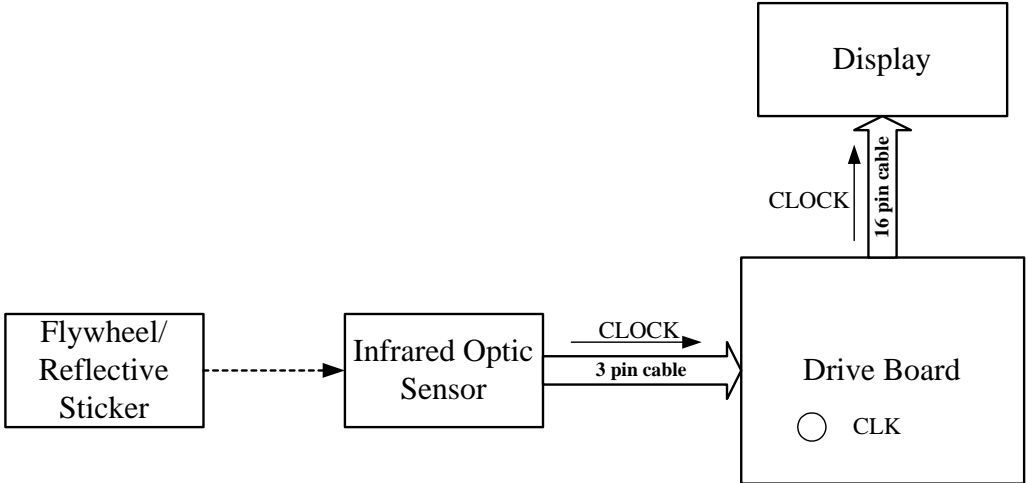 Display
16 pin cable
CLOCK
Flywheel/
Reflective
Sticker
Infrared Optic
Sensor
CLOCK
3 pin cable
Drive Board
CLK